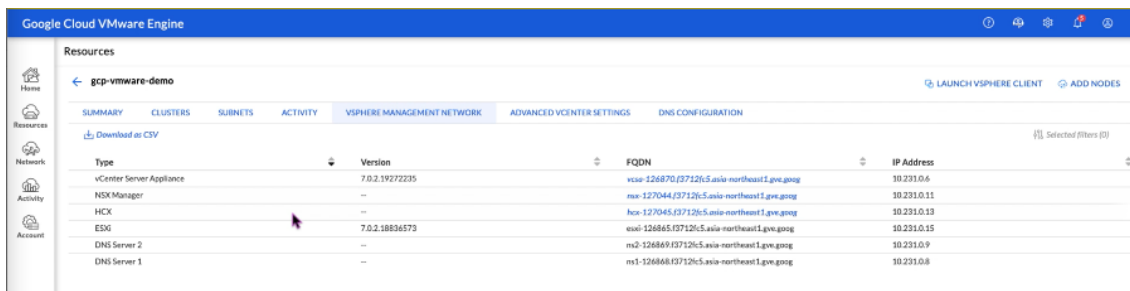 Google Cloud VMware Engine
Resources
gcp-vmware-demo
LAUNCH VSPHERE CLIENT ADD NODES
Home
Resources
Network
Activity
Account
SUMMARY CLUSTERS SUBNETS ACTIVITY VSPHERE MANAGEMENT NETWORK ADVANCED VCENTER SETTINGS DNS CONFIGURATION
Download as CSV Selected filters (0)
Type Version FQDN IP Address
vCenter Server Appliance 7.0.2.19272235 vcsa-126870.f3712fc5.asia-northeast1.gve.goog 10.231.0.6
NSX Manager -- nsx-127044.f3712fc5.asia-northeast1.gve.goog 10.231.0.11
HCX -- hcx-127045.f3712fc5.asia-northeast1.gve.goog 10.231.0.13
ESXi 7.0.2.18836573 esxi-126865.f3712fc5.asia-northeast1.gve.goog 10.231.0.15
DNS Server 2 -- ns2-126869.f3712fc5.asia-northeast1.gve.goog 10.231.0.9
DNS Server 1 -- ns1-126868.f3712fc5.asia-northeast1.gve.goog 10.231.0.8